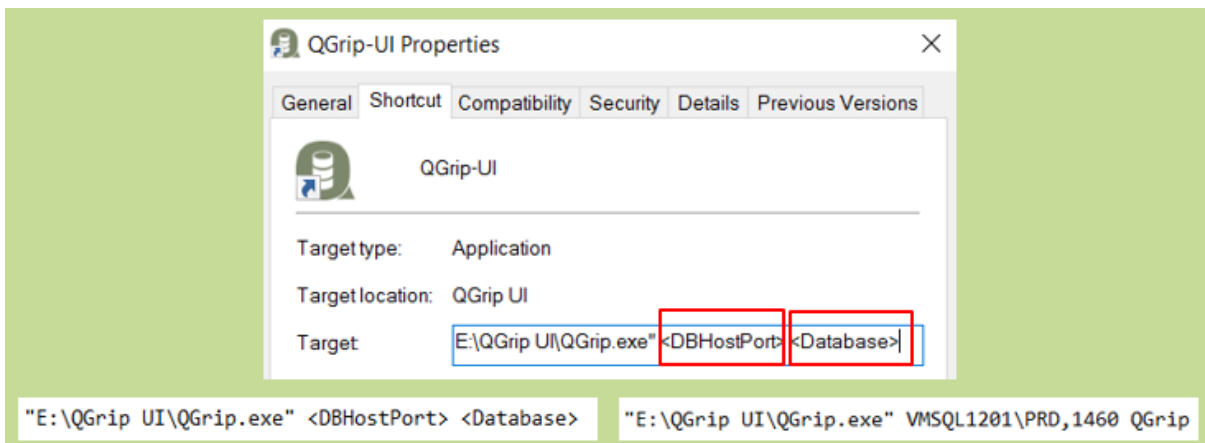 QGrip-UI Properties
General Shortcut Compatibility Security Details Previous Versions
QGrip-UI
Target type: Application
Target location: QGrip UI
Target: E:\QGrip UI\QGrip.exe" <DBHostPort> <Database>
"E:\QGrip UI\QGrip.exe" <DBHostPort> <Database>
"E:\QGrip UI\QGrip.exe" VMSQL1201\PRD,1460 QGrip